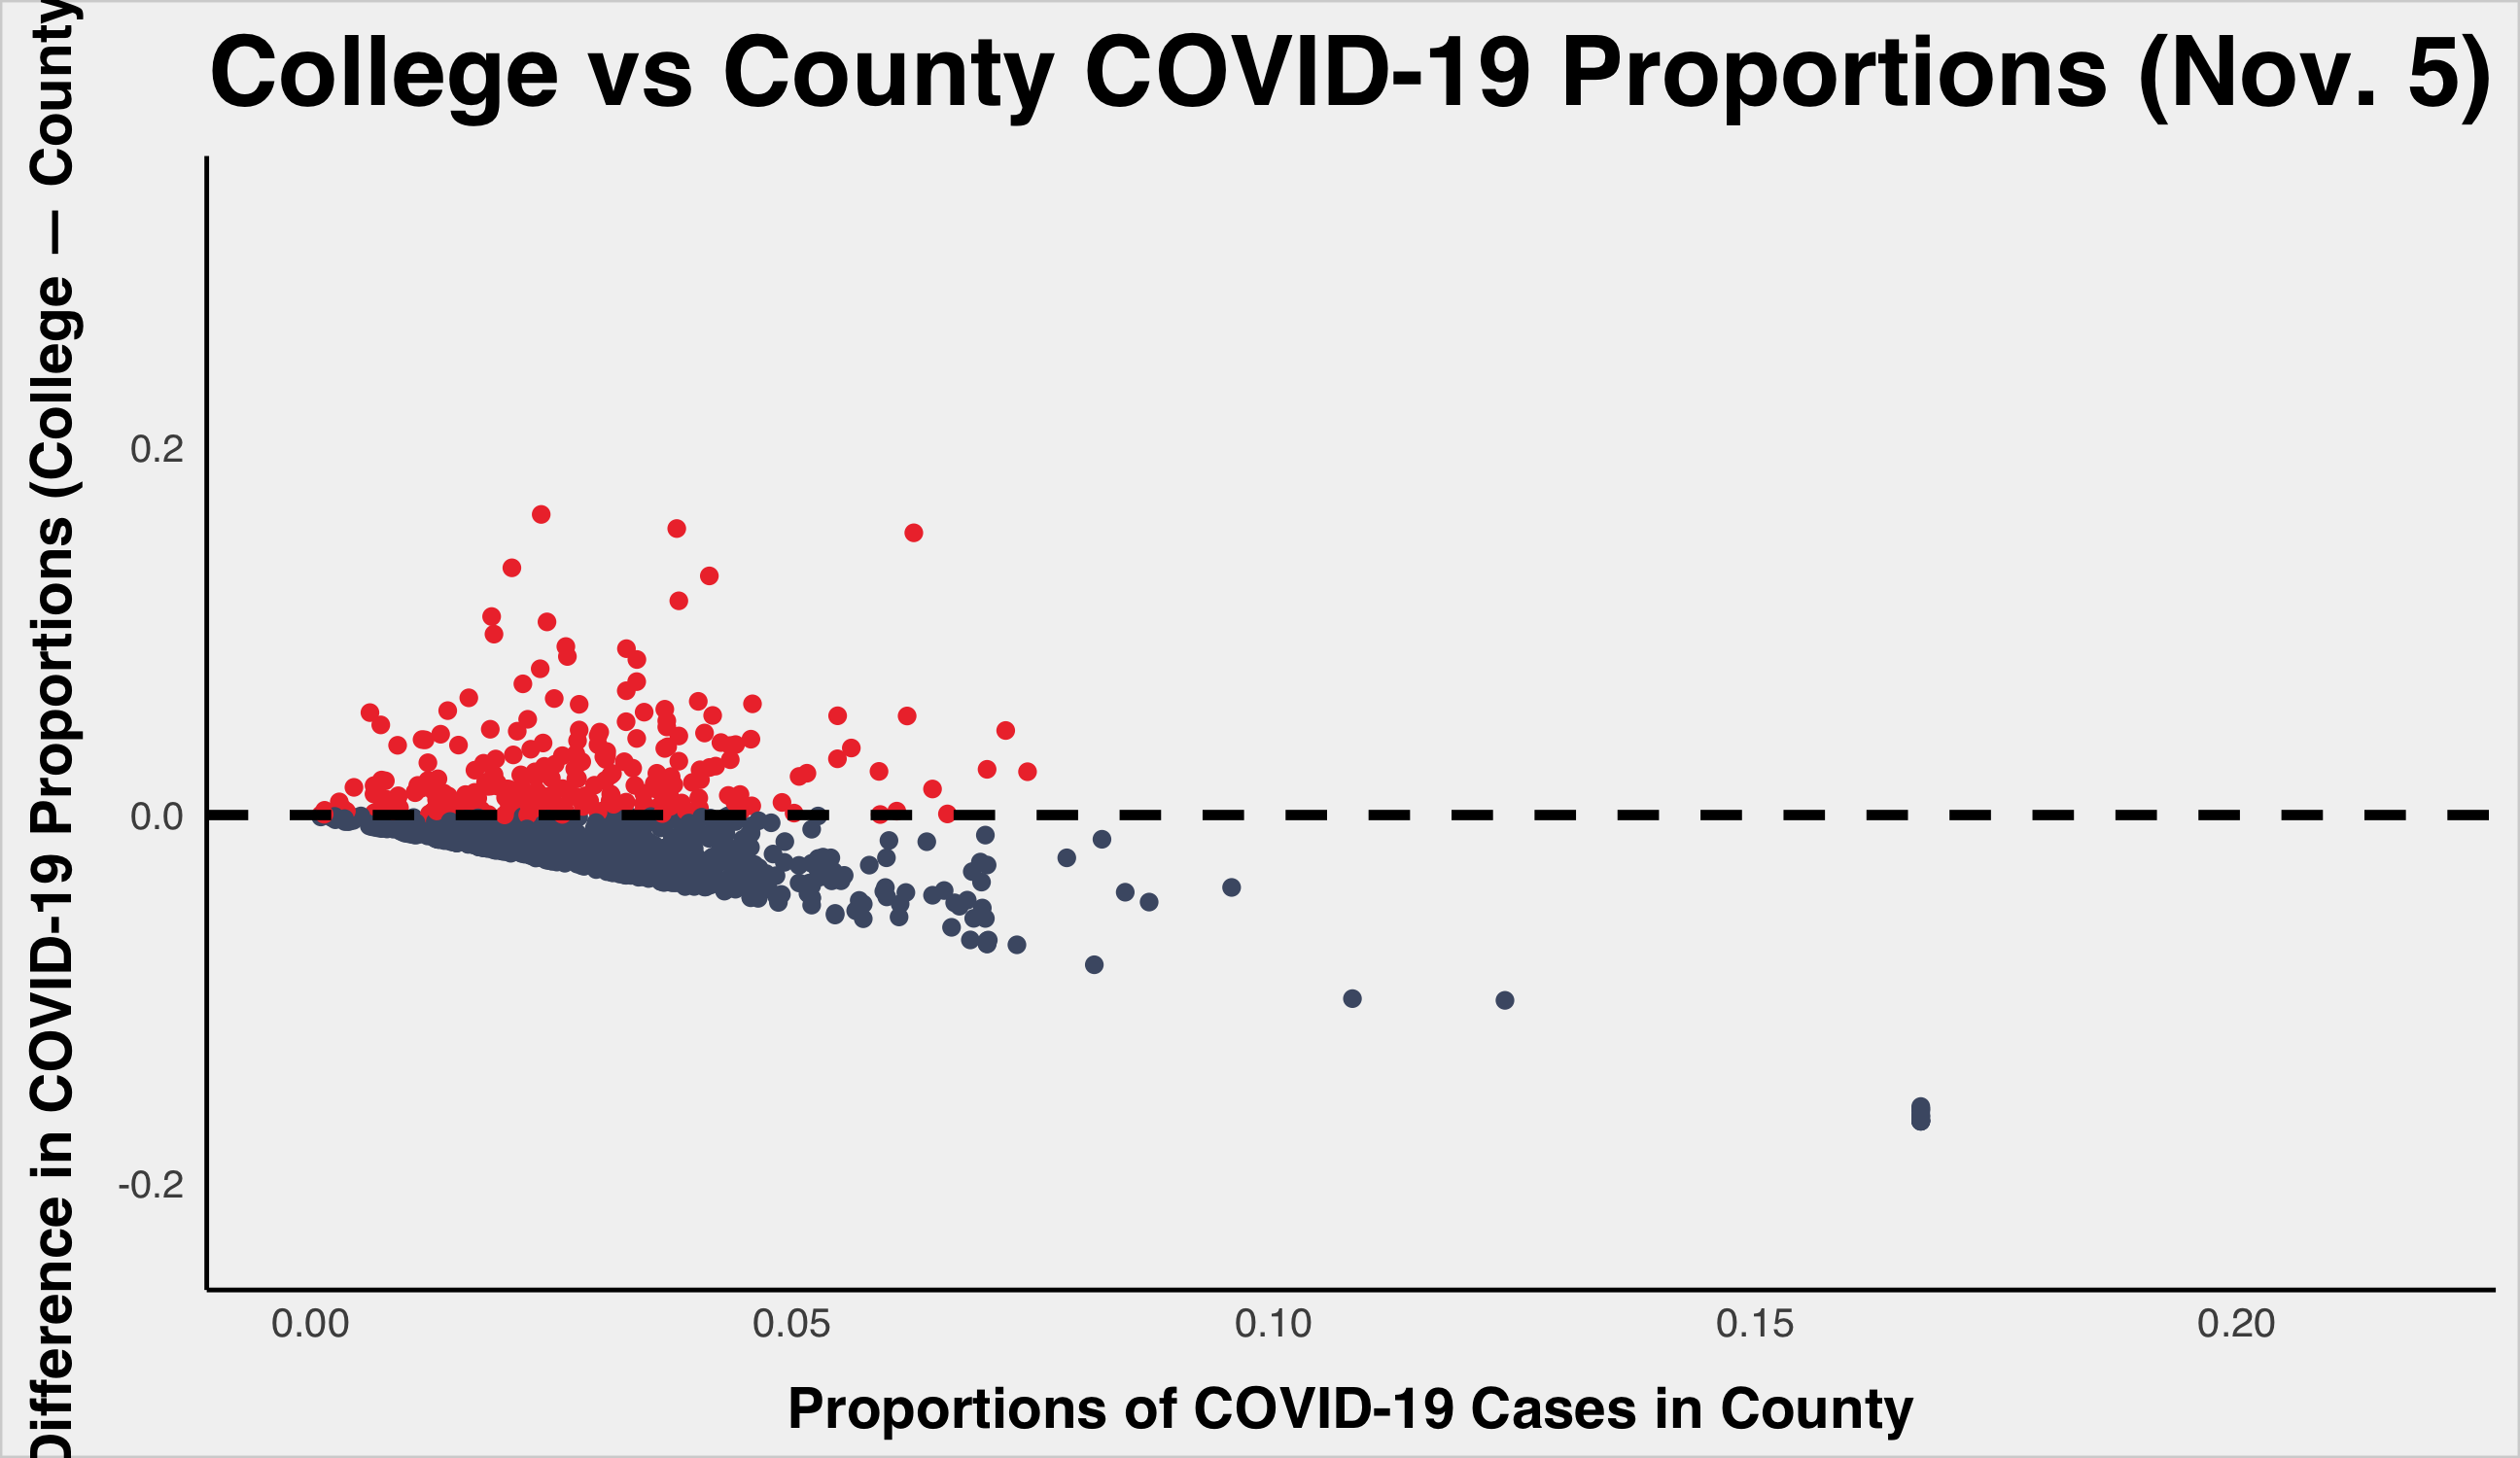 College vs County COVID-19 Proportions (Nov. 5)
Difference in COVID-19 Proportions (College — County
0.2
0.0
-0.2
0.00 0.05 0.10 0.15 0.20
Proportions of COVID-19 Cases in County